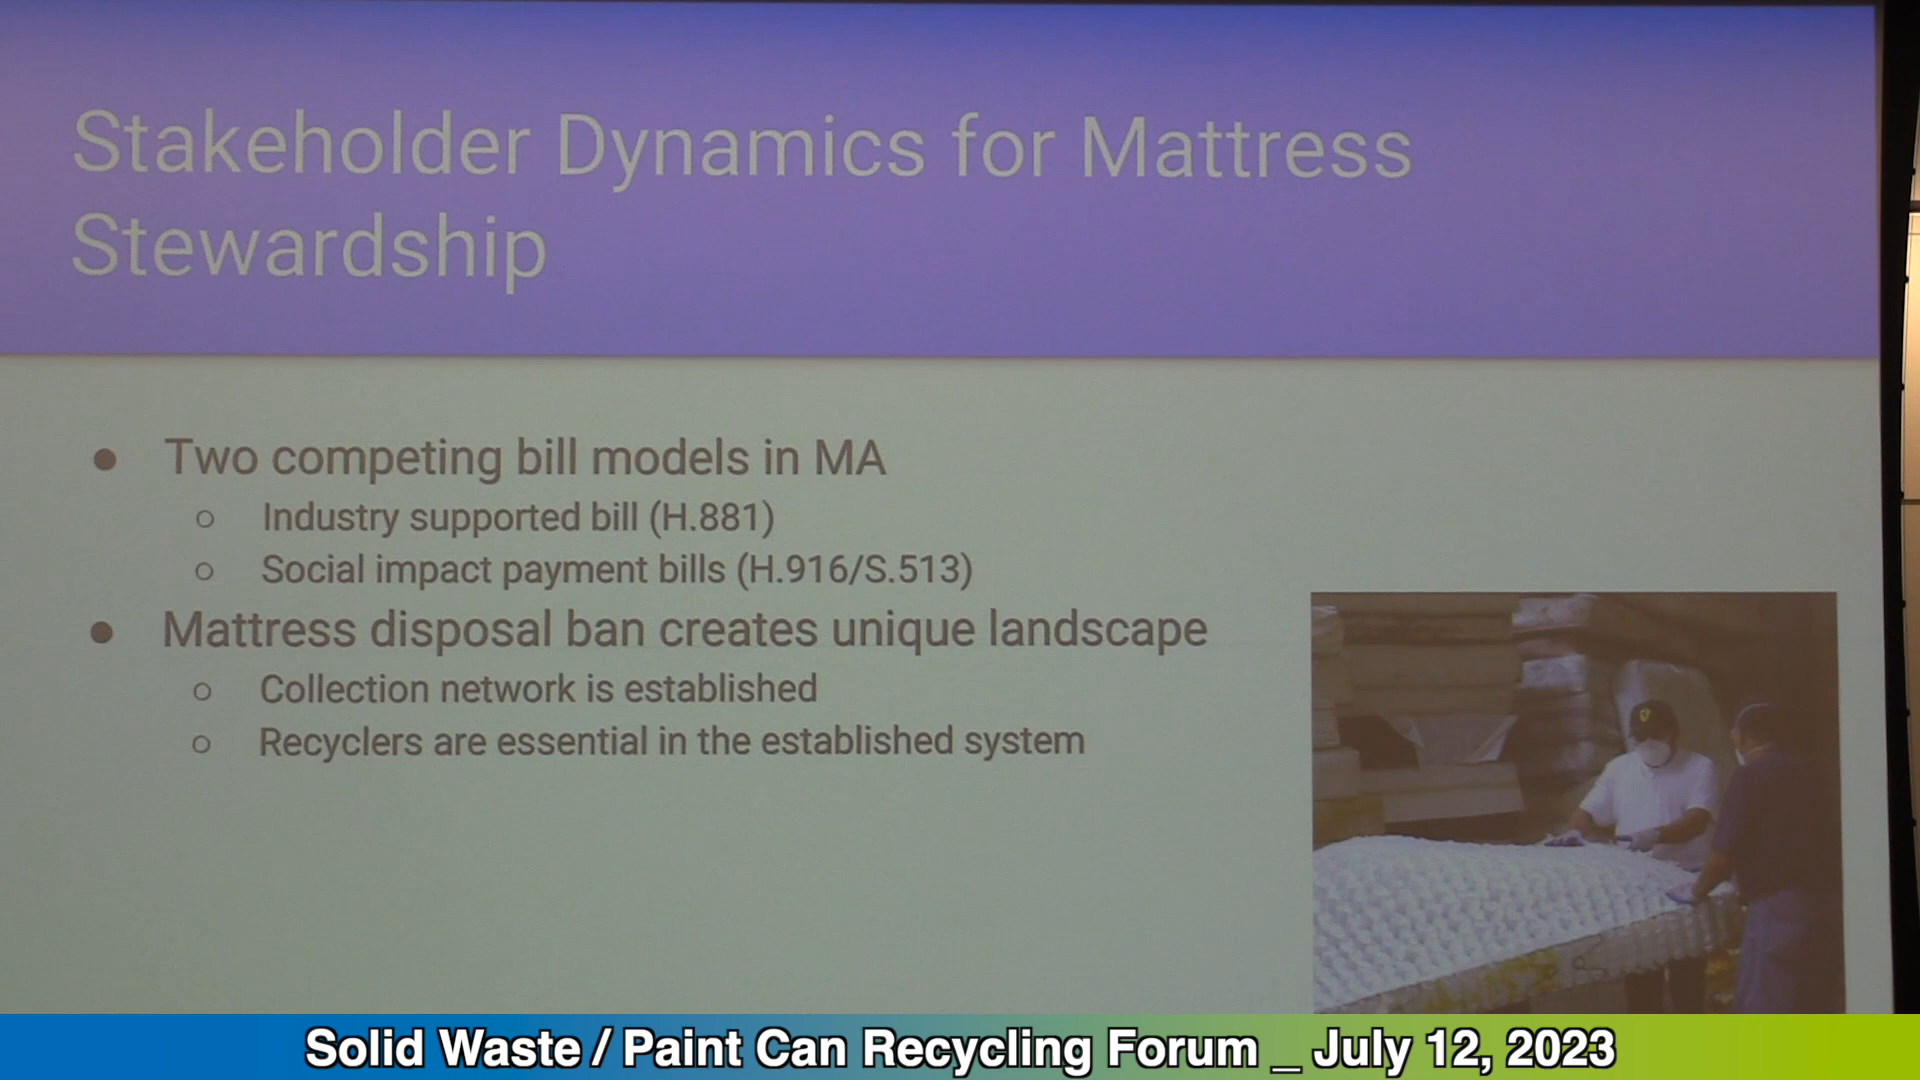 Stakeholder Dynamics for Mattress
Stewardship
● Two competing bill models in MA
○ Industry supported bill (H.881)
○ Social impact payment bills (H.916/S.513)
● Mattress disposal ban creates unique landscape
○ Collection network is established
○ Recyclers are essential in the established system
Solid Waste / Paint Can Recycling Forum _ July 12, 2023